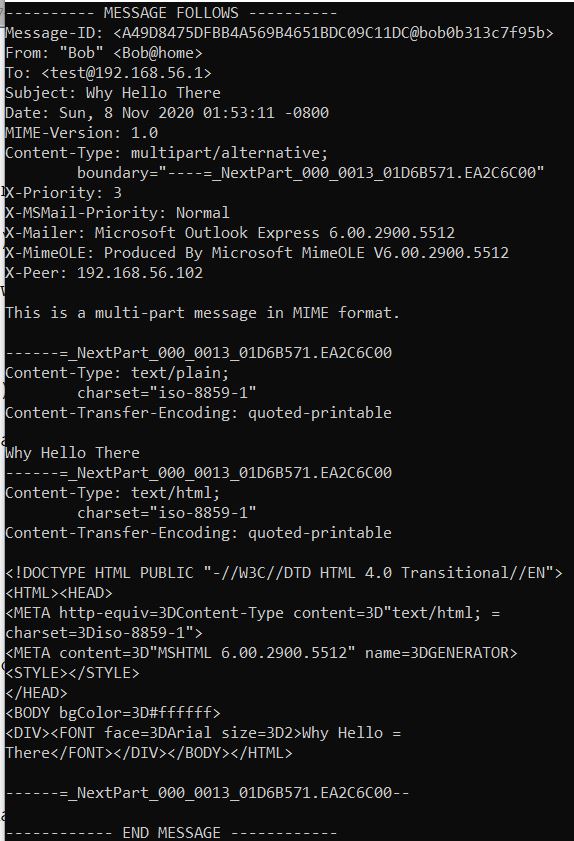 ---------- MESSAGE FOLLOWS ----------
Message-ID: <A49D8475DFBB4A569B4651BDC09C11DC@bob0b313c7f95b>
From: "Bob" <Bob@home>
To: <test@192.168.56.1>
Subject: Why Hello There
Date: Sun, 8 Nov 2020 01:53:11 -0800
MIME-Version: 1.0
Content-Type: multipart/alternative;
        boundary="----=_NextPart_000_0013_01D6B571.EA2C6C00"
X-Priority: 3
X-MSMail-Priority: Normal
X-Mailer: Microsoft Outlook Express 6.00.2900.5512
X-MimeOLE: Produced By Microsoft MimeOLE V6.00.2900.5512
X-Peer: 192.168.56.102

This is a multi-part message in MIME format.

------=_NextPart_000_0013_01D6B571.EA2C6C00
Content-Type: text/plain;
        charset="iso-8859-1"
Content-Transfer-Encoding: quoted-printable

Why Hello There
------=_NextPart_000_0013_01D6B571.EA2C6C00
Content-Type: text/html;
        charset="iso-8859-1"
Content-Transfer-Encoding: quoted-printable

<!DOCTYPE HTML PUBLIC "-//W3C//DTD HTML 4.0 Transitional//EN">
<HTML><HEAD>
<META http-equiv=3DContent-Type content=3D"text/html; =
charset=3Diso-8859-1">
<META content=3D"MSHTML 6.00.2900.5512" name=3DGENERATOR>
<STYLE></STYLE>
</HEAD>
<BODY bgColor=3D#ffffff>
<DIV><FONT face=3DArial size=3D2>Why Hello =
There</FONT></DIV></BODY></HTML>

------=_NextPart_000_0013_01D6B571.EA2C6C00--

------------ END MESSAGE ------------